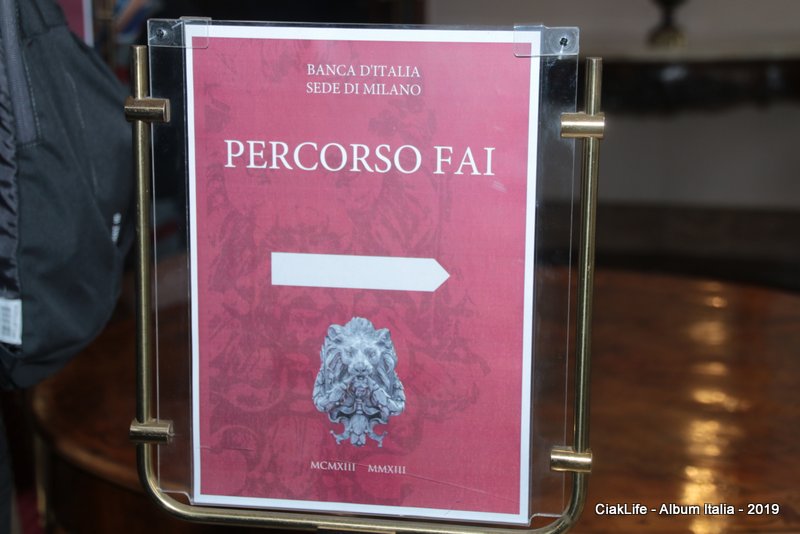 BANCA D'ITALIA
SEDE DI MILANO
PERCORSO FAI
MCMXIII MMXIII
CiakLife - Album Italia - 2019